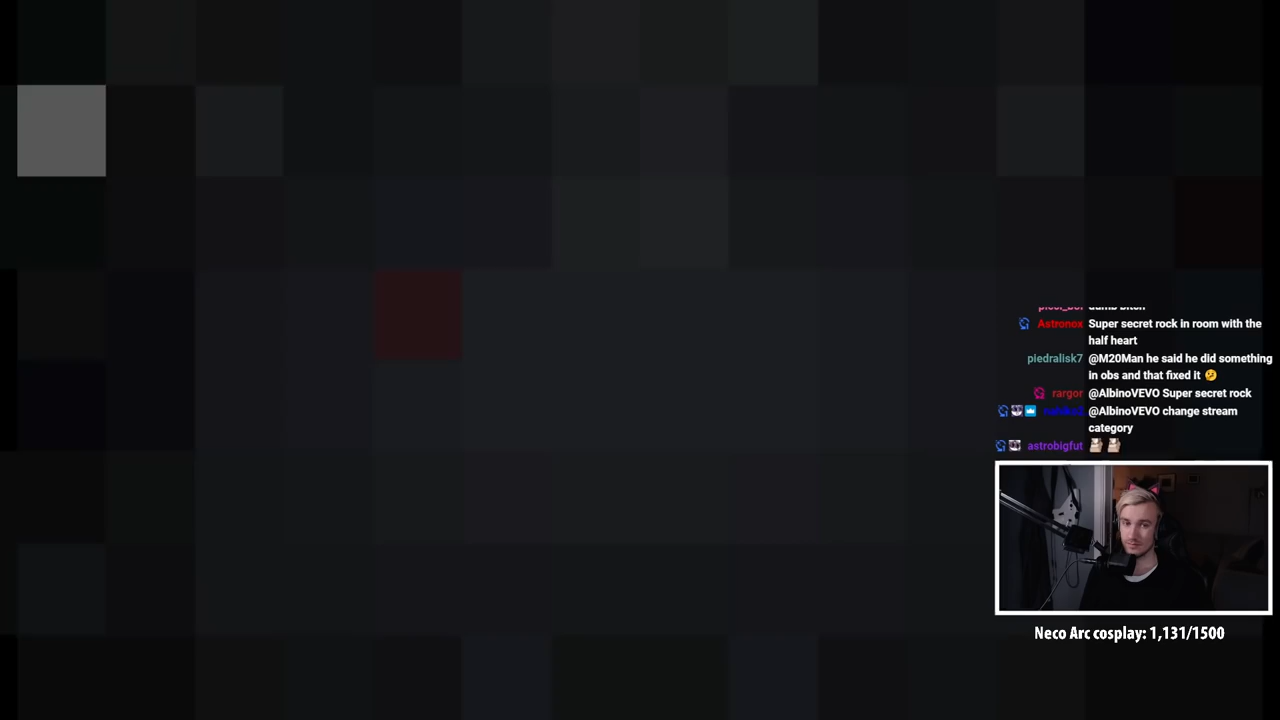 Astronox Super secret rock in room with the
half heart
piedralisk7 @M20Man he said he did something
in obs and that fixed it 🤔
rargor @AlbinoVEVO Super secret rock
@AlbinoVEVO change stream
category
astrobigfut
Neco Arc cosplay: 1,131/1500